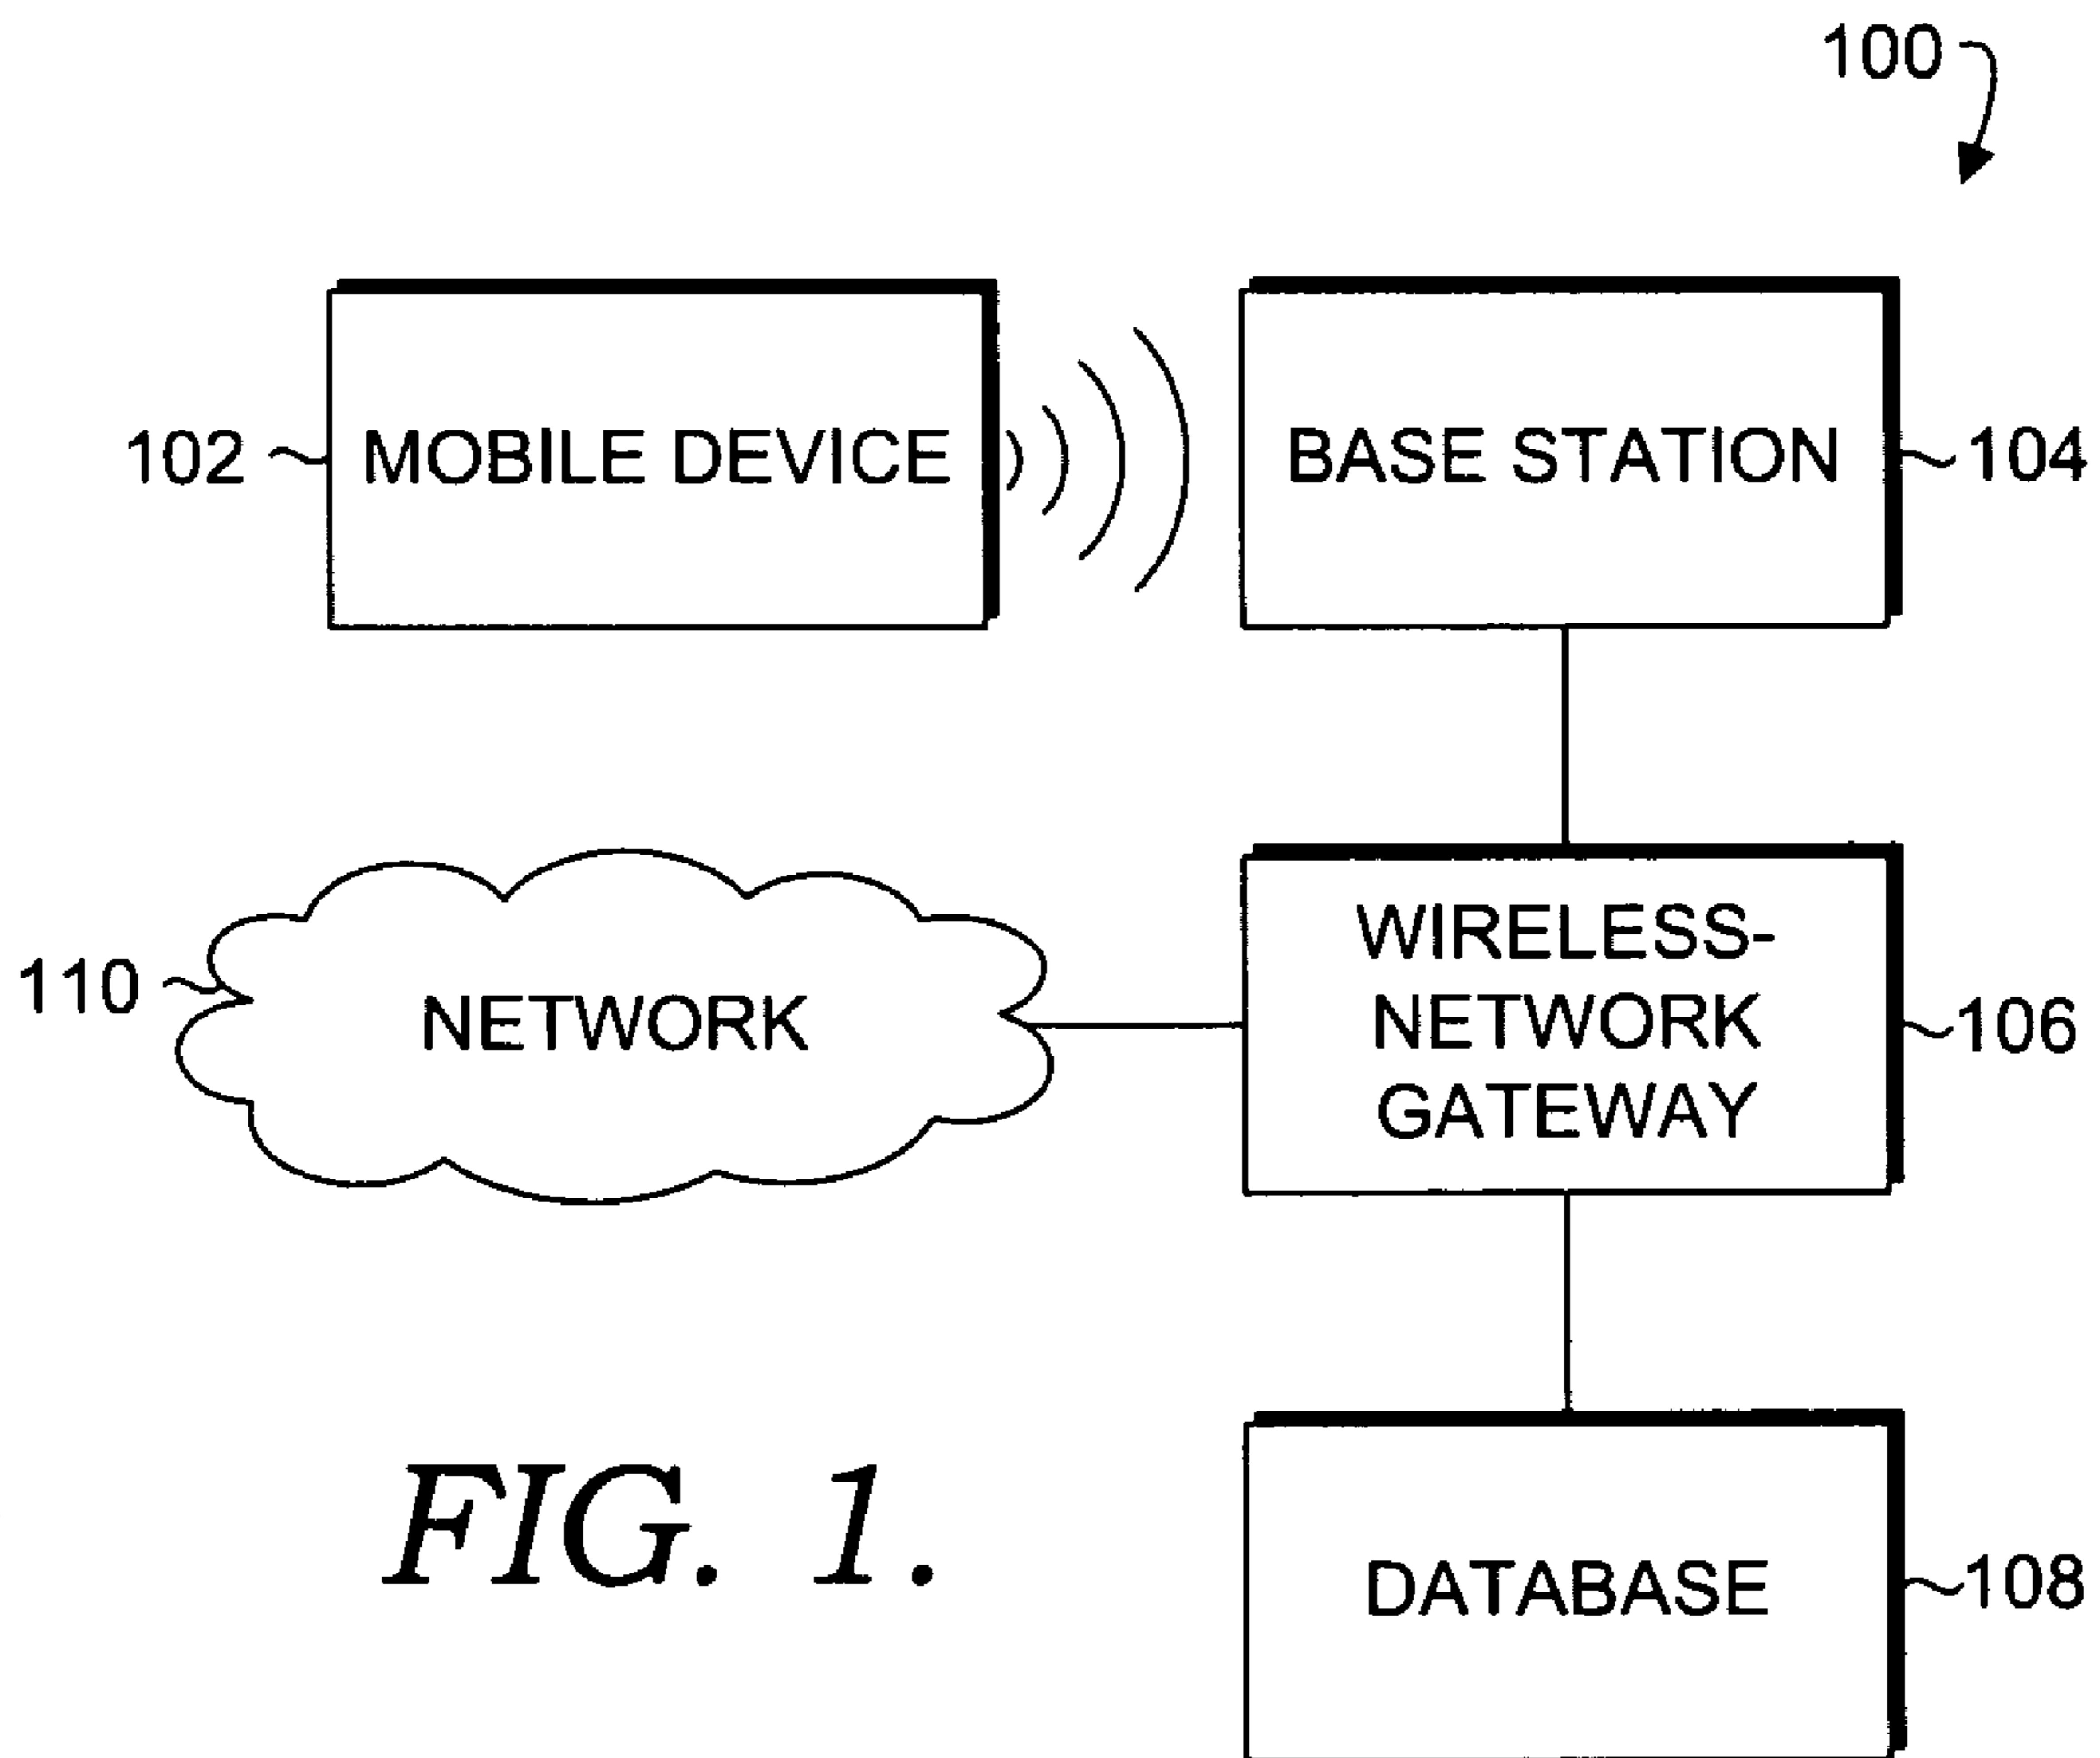 100
102
MOBILE DEVICE
BASE STATION
104
110
NETWORK
WIRELESS-
NETWORK
GATEWAY
106
FIG. 1.
DATABASE
108